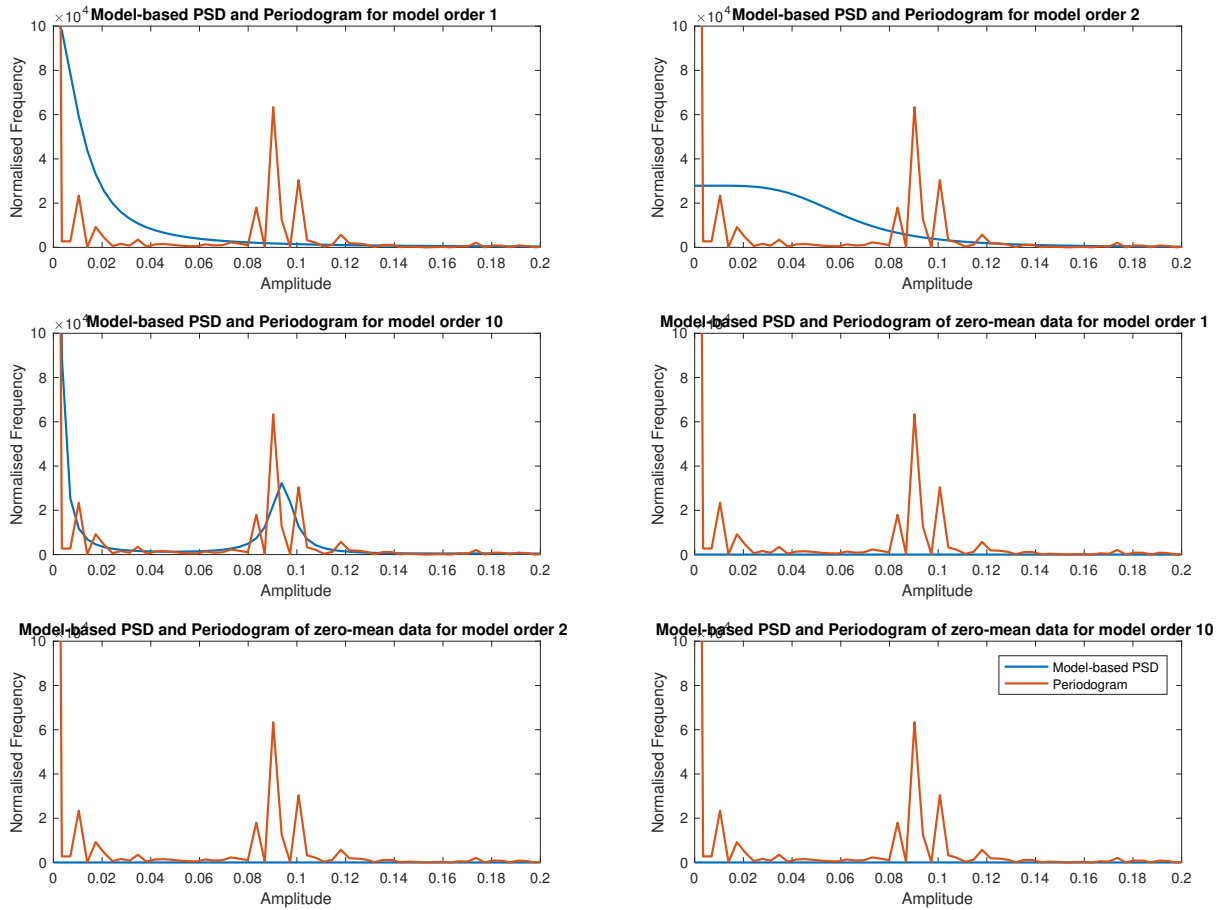 Model-based PSD and Periodogram for model order 1
×10^4
10
8
6
4
2
0
Normalised Frequency
0 0.02 0.04 0.06 0.08 0.1 0.12 0.14 0.16 0.18 0.2
Amplitude
Model-based PSD and Periodogram for model order 2
×10^4
10
8
6
4
2
0
Normalised Frequency
0 0.02 0.04 0.06 0.08 0.1 0.12 0.14 0.16 0.18 0.2
Amplitude
Model-based PSD and Periodogram for model order 10
×10^4
10
8
6
4
2
0
Normalised Frequency
0 0.02 0.04 0.06 0.08 0.1 0.12 0.14 0.16 0.18 0.2
Amplitude
Model-based PSD and Periodogram of zero-mean data for model order 1
×10^4
10
8
6
4
2
0
Normalised Frequency
0 0.02 0.04 0.06 0.08 0.1 0.12 0.14 0.16 0.18 0.2
Amplitude
Model-based PSD and Periodogram of zero-mean data for model order 2
×10^4
10
8
6
4
2
0
Normalised Frequency
0 0.02 0.04 0.06 0.08 0.1 0.12 0.14 0.16 0.18 0.2
Amplitude
Model-based PSD and Periodogram of zero-mean data for model order 10
×10^4
10
8
6
4
2
0
Normalised Frequency
Model-based PSD
Periodogram
0 0.02 0.04 0.06 0.08 0.1 0.12 0.14 0.16 0.18 0.2
Amplitude